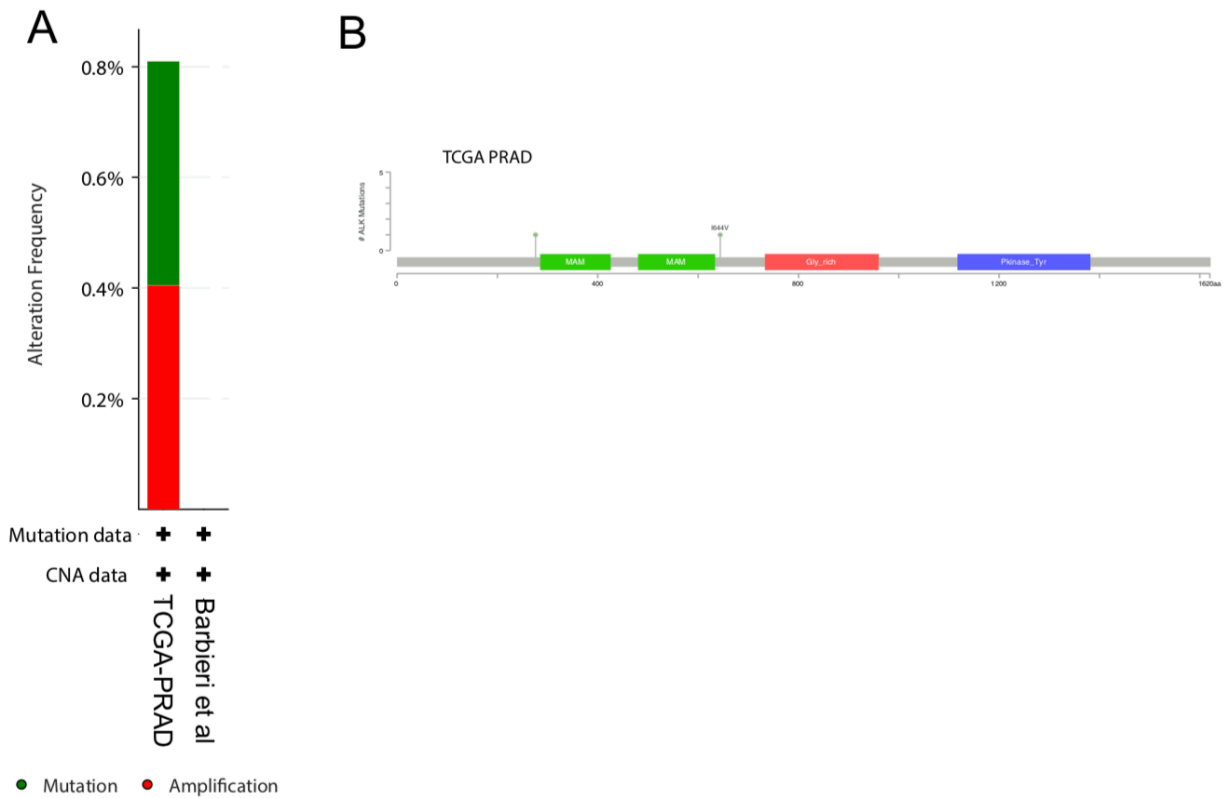 A
B
0.8%
0.6%
0.4%
0.2%
Alteration Frequency
Mutation data
CNA data
TCGA-PRAD
Barbieri et al
Mutation
Amplification
TCGA PRAD
# ALK Mutations
5
0
I644V
MAM
MAM
Gly_rich
Pkinase_Tyr
0
400
800
1200
1620aa